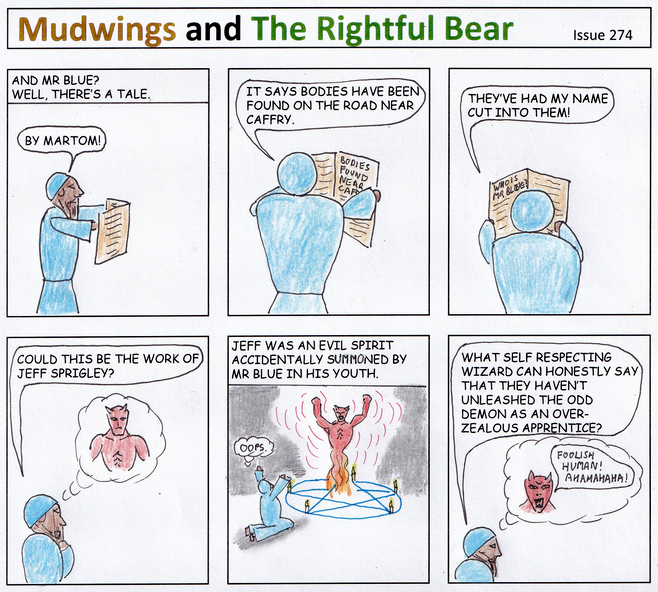 Mudwings and The Rightful Bear
Issue 274
AND MR BLUE?
WELL, THERE'S A TALE.
BY MARTOM!
IT SAYS BODIES HAVE BEEN
FOUND ON THE ROAD NEAR
CAFFRY.
BODIES
FOUND
NEAR
CAFF
THEY'VE HAD MY NAME
CUT INTO THEM!
WHO IS
MR BLUE?
COULD THIS BE THE WORK OF
JEFF SPRIGLEY?
JEFF WAS AN EVIL SPIRIT
ACCIDENTALLY SUMMONED BY
MR BLUE IN HIS YOUTH.
OOPS.
WHAT SELF RESPECTING
WIZARD CAN HONESTLY SAY
THAT THEY HAVEN'T
UNLEASHED THE ODD
DEMON AS AN OVER-
ZEALOUS APPRENTICE?
FOOLISH
HUMAN!
AHAHAHAHA!